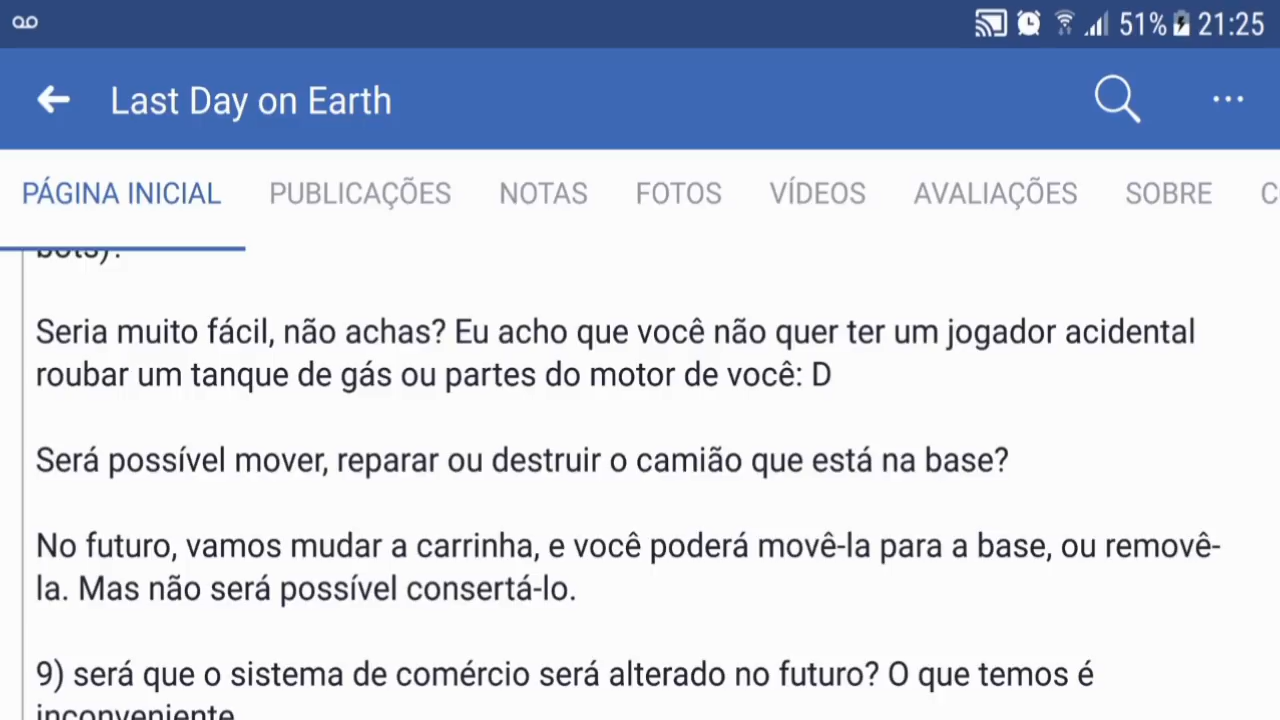 51% 21:25
Last Day on Earth
PÁGINA INICIAL PUBLICAÇÕES NOTAS FOTOS VÍDEOS AVALIAÇÕES SOBRE C
bots)?
Seria muito fácil, não achas? Eu acho que você não quer ter um jogador acidental
roubar um tanque de gás ou partes do motor de você: D
Será possível mover, reparar ou destruir o camião que está na base?
No futuro, vamos mudar a carrinha, e você poderá movê-la para a base, ou removê-
la. Mas não será possível consertá-lo.
9) será que o sistema de comércio será alterado no futuro? O que temos é
inconveniente